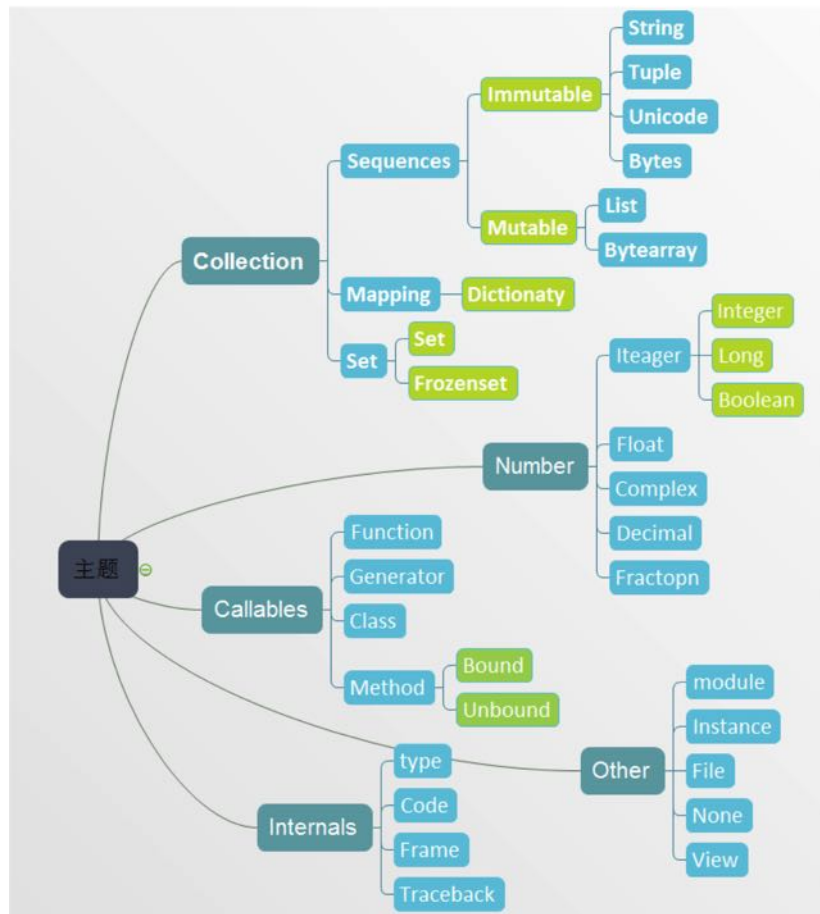 String
Tuple
Immutable
Unicode
Sequences
Bytes
List
Mutable
Bytearray
Collection
Mapping
Dictionaty
Set
Set
Frozenset
Integer
Iteager
Long
Boolean
Float
Number
Complex
Decimal
Fractopn
主题
Function
Generator
Callables
Class
Method
Bound
Unbound
module
Instance
Other
File
None
View
type
Code
Internals
Frame
Traceback